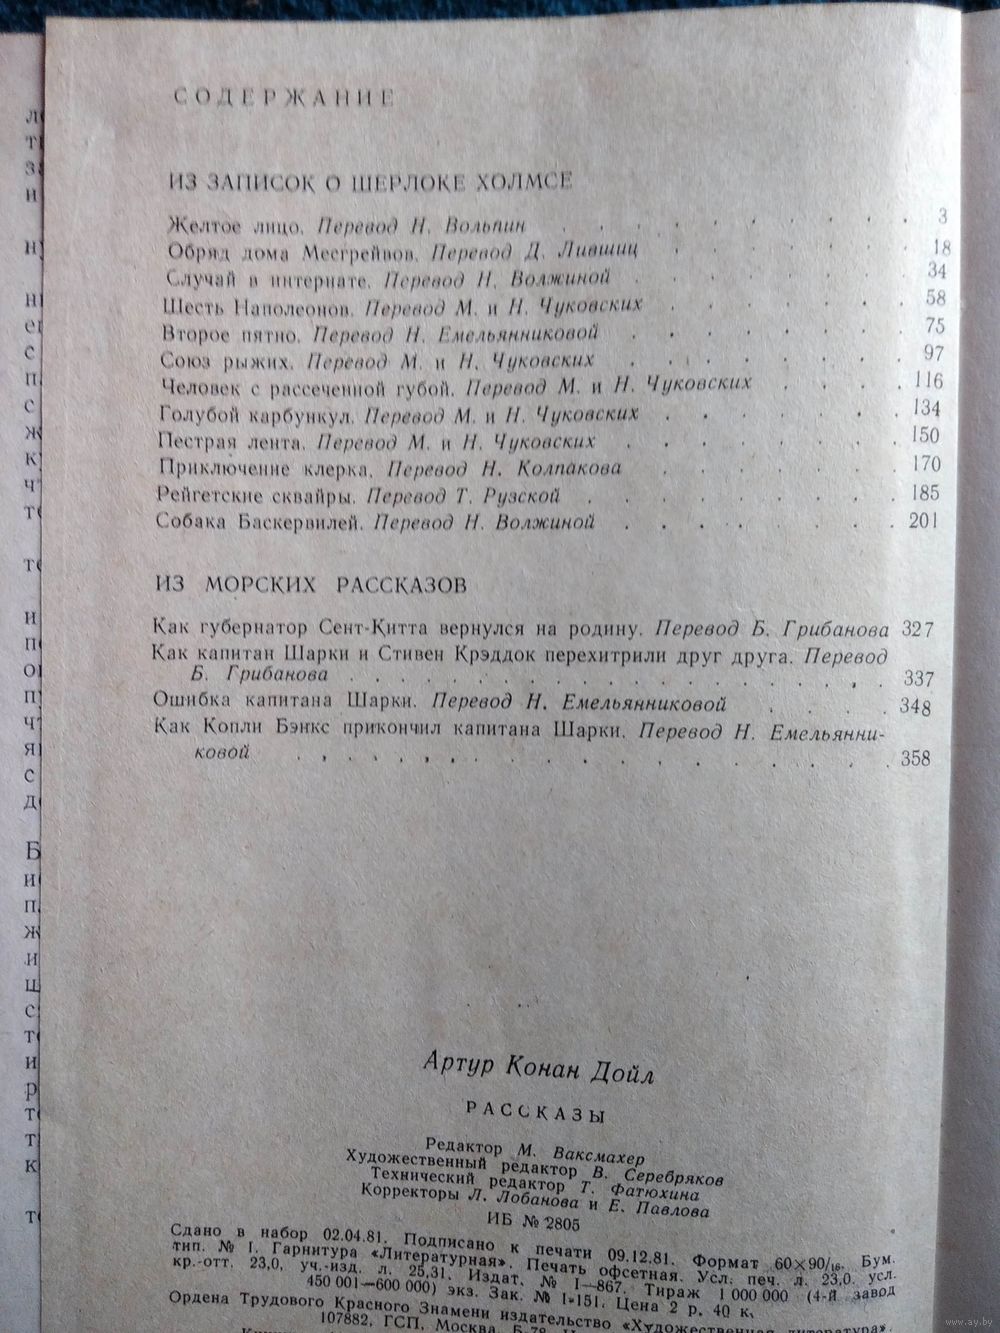 СОДЕРЖАНИЕ
ИЗ ЗАПИСОК О ШЕРЛОКЕ ХОЛМСЕ
Желтое лицо. Перевод Н. Вольпин . . . . . . . . . . 3
Обряд дома Месгрейвов. Перевод Д. Лившиц . . . . . . . 18
Случай в интернате. Перевод Н. Волжиной . . . . . . . . 34
Шесть Наполеонов. Перевод М. и Н. Чуковских . . . . . . . 58
Второе пятно. Перевод Н. Емельянниковой . . . . . . . . 75
Союз рыжих. Перевод М. и Н. Чуковских . . . . . . . . 97
Человек с рассеченной губой. Перевод М. и Н. Чуковских . . . . 116
Голубой карбункул. Перевод М. и Н. Чуковских . . . . . . . 134
Пестрая лента. Перевод М. и Н. Чуковских . . . . . . . . 150
Приключение клерка. Перевод Н. Колпакова . . . . . . . 170
Рейгетские сквайры. Перевод Т. Рузской . . . . . . . . . 185
Собака Баскервилей. Перевод Н. Волжиной . . . . . . . . 201
ИЗ МОРСКИХ РАССКАЗОВ
Как губернатор Сент-Китта вернулся на родину. Перевод Б. Грибанова 327
Как капитан Шарки и Стивен Крэддок перехитрили друг друга. Перевод
Б. Грибанова . . . . . . . . . . . . . . . . . . . . 337
Ошибка капитана Шарки. Перевод Н. Емельянниковой . . . . 348
Как Копли Бэнкс прикончил капитана Шарки. Перевод Н. Емельянни-
ковой . . . . . . . . . . . . . . . . . . . . . . 358
Артур Конан Дойл
РАССКАЗЫ
Редактор М. Ваксмахер
Художественный редактор В. Серебряков
Технический редактор Т. Фатюхина
Корректоры Л. Лобанова и Е. Павлова
ИБ № 2805
Сдано в набор 02.04.81. Подписано к печати 09.12.81. Формат 60×90/16. Бум.
тип. № 1. Гарнитура «Литературная». Печать офсетная. Усл. печ. л. 23,0. усл.
кр.-отт. 23,0, уч.-изд. л. 25,31. Издат. № I—867. Тираж 1 000 000 (4-й завод
450 001—600 000) экз. Зак. № 1-151. Цена 2 р. 40 к.
Ордена Трудового Красного Знамени издательство «Художественная литература».
107882, ГСП, Москва, Б-78,
www.ay.by